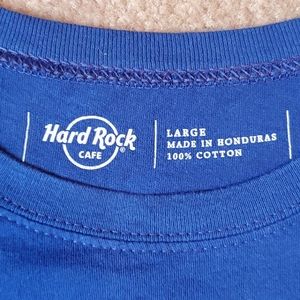 Hard Rock
CAFE
®
LARGE
MADE IN HONDURAS
100% COTTON